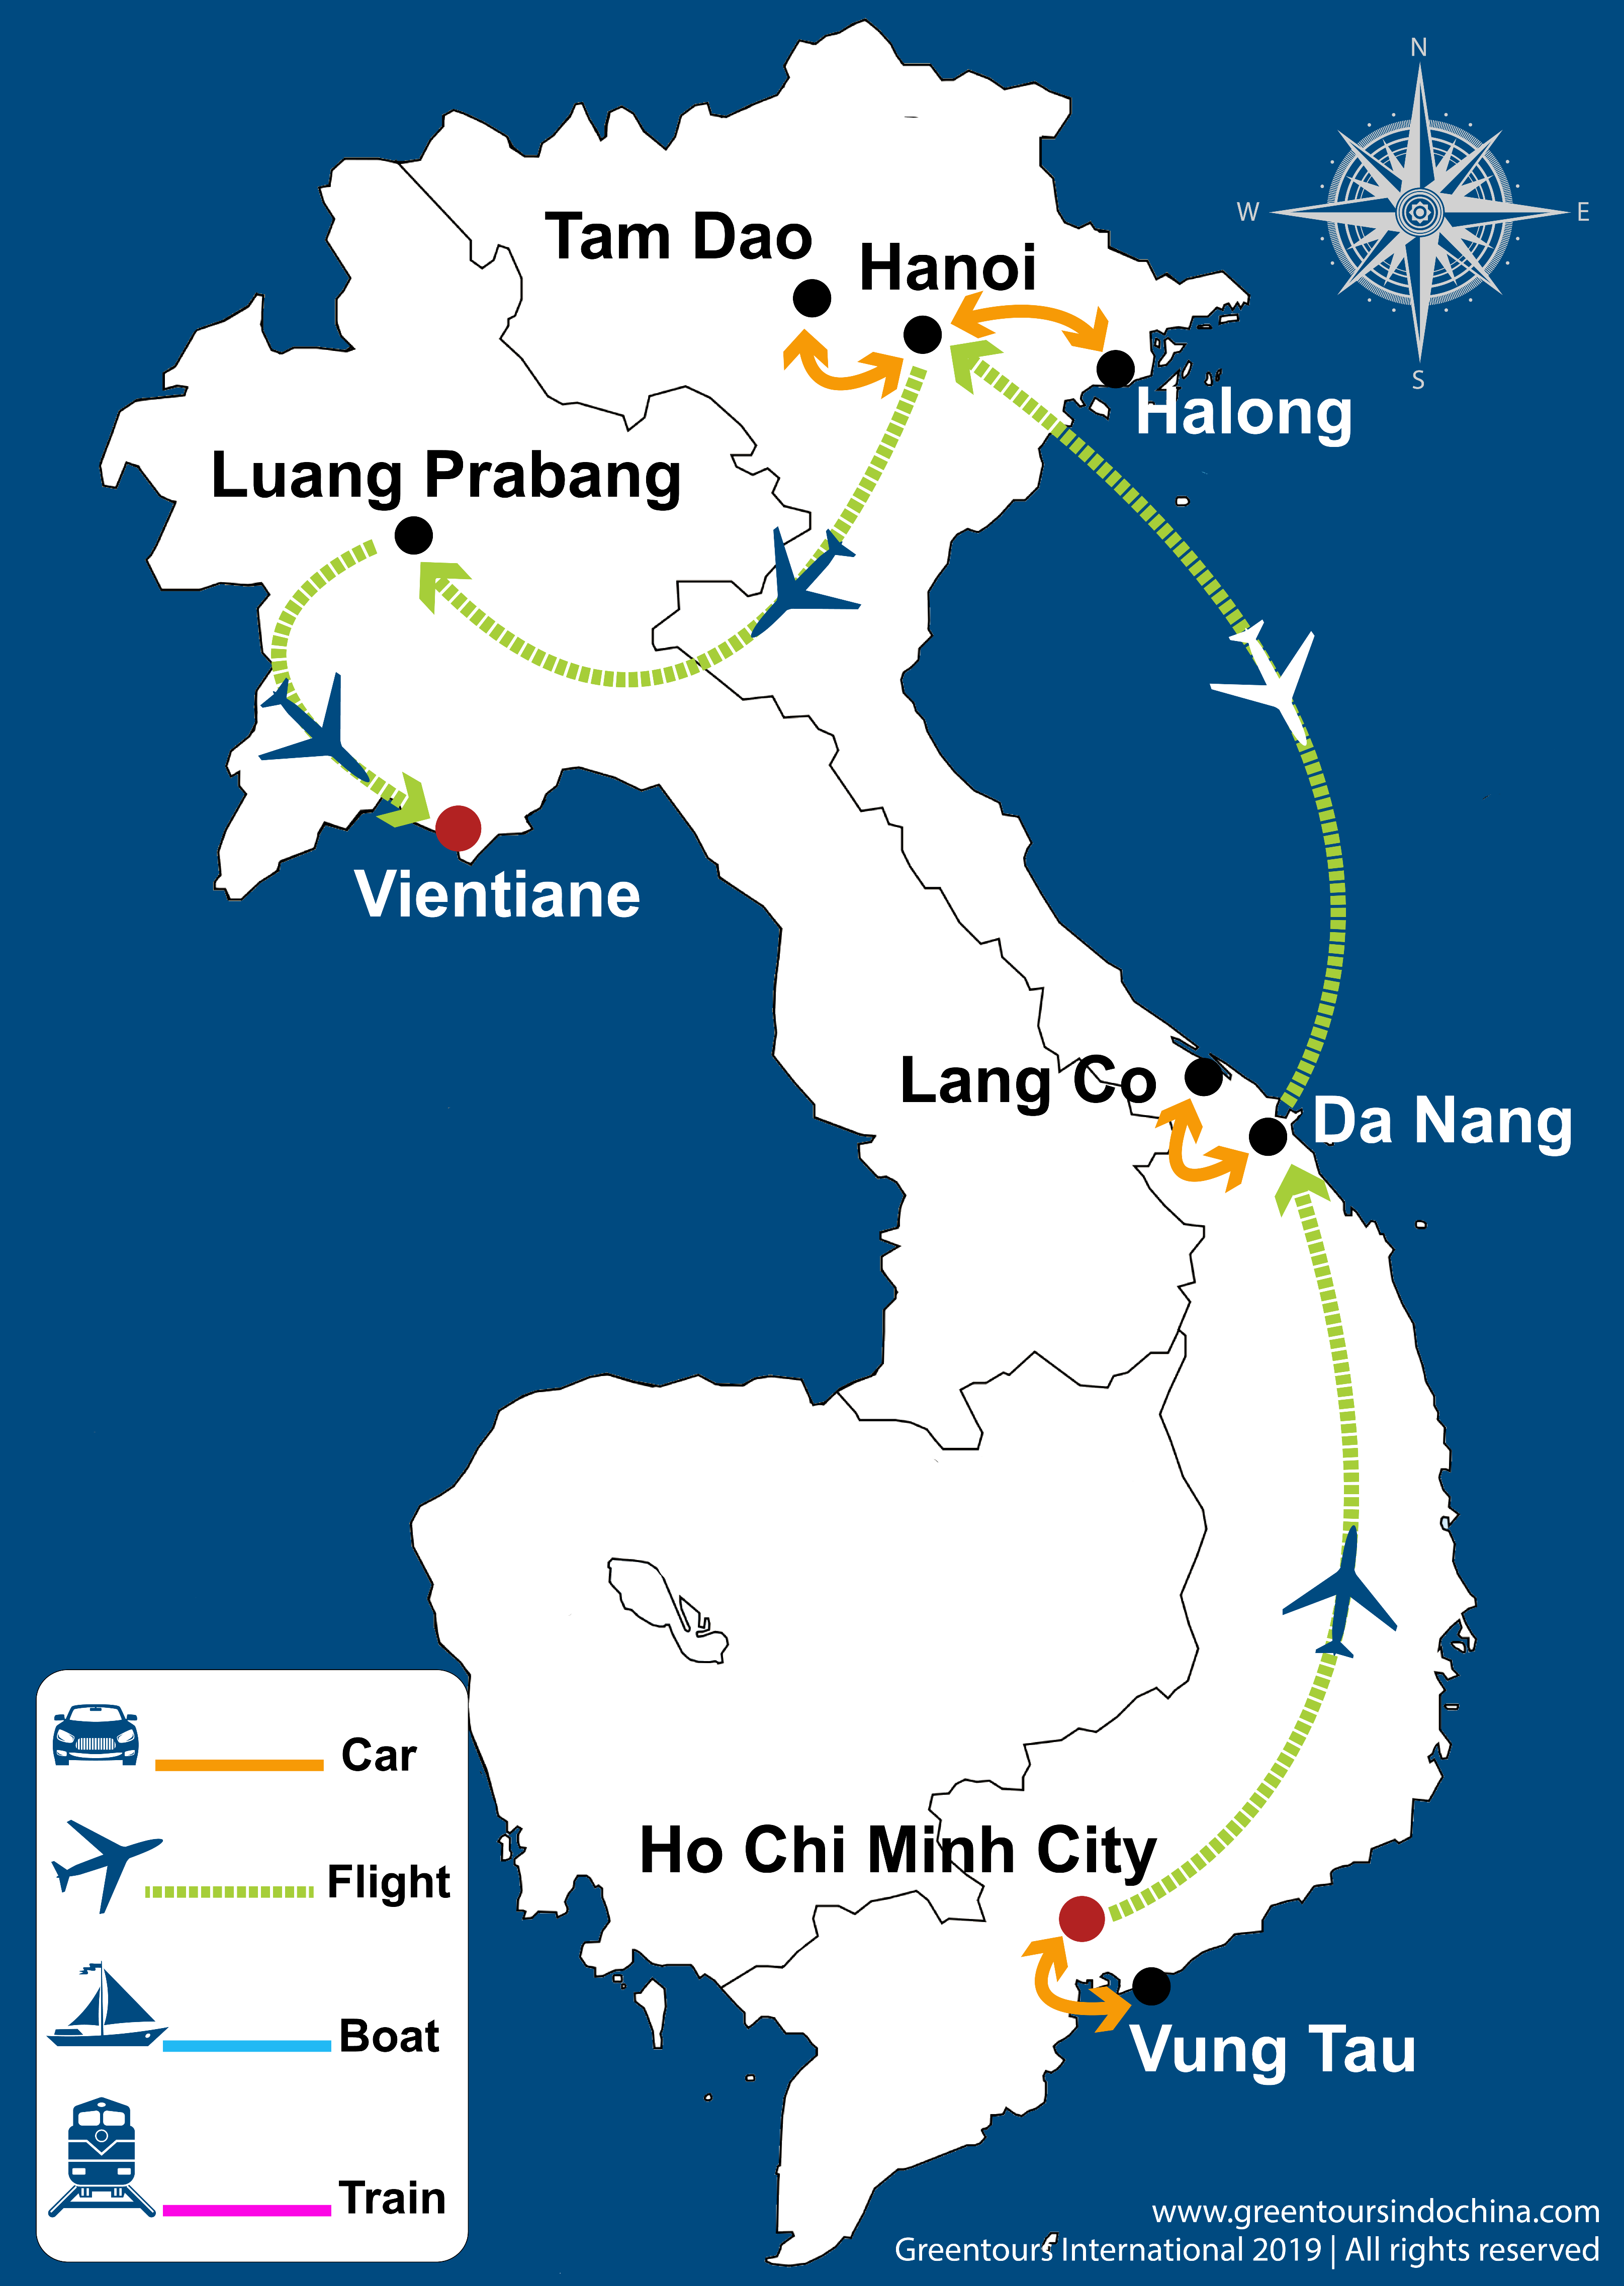 N
W
E
S
Tam Dao
Hanoi
Halong
Luang Prabang
Vientiane
Lang Co
Da Nang
Ho Chi Minh City
Vung Tau
Car
Flight
Boat
Train
www.greentoursindochina.com
Greentours International 2019 | All rights reserved